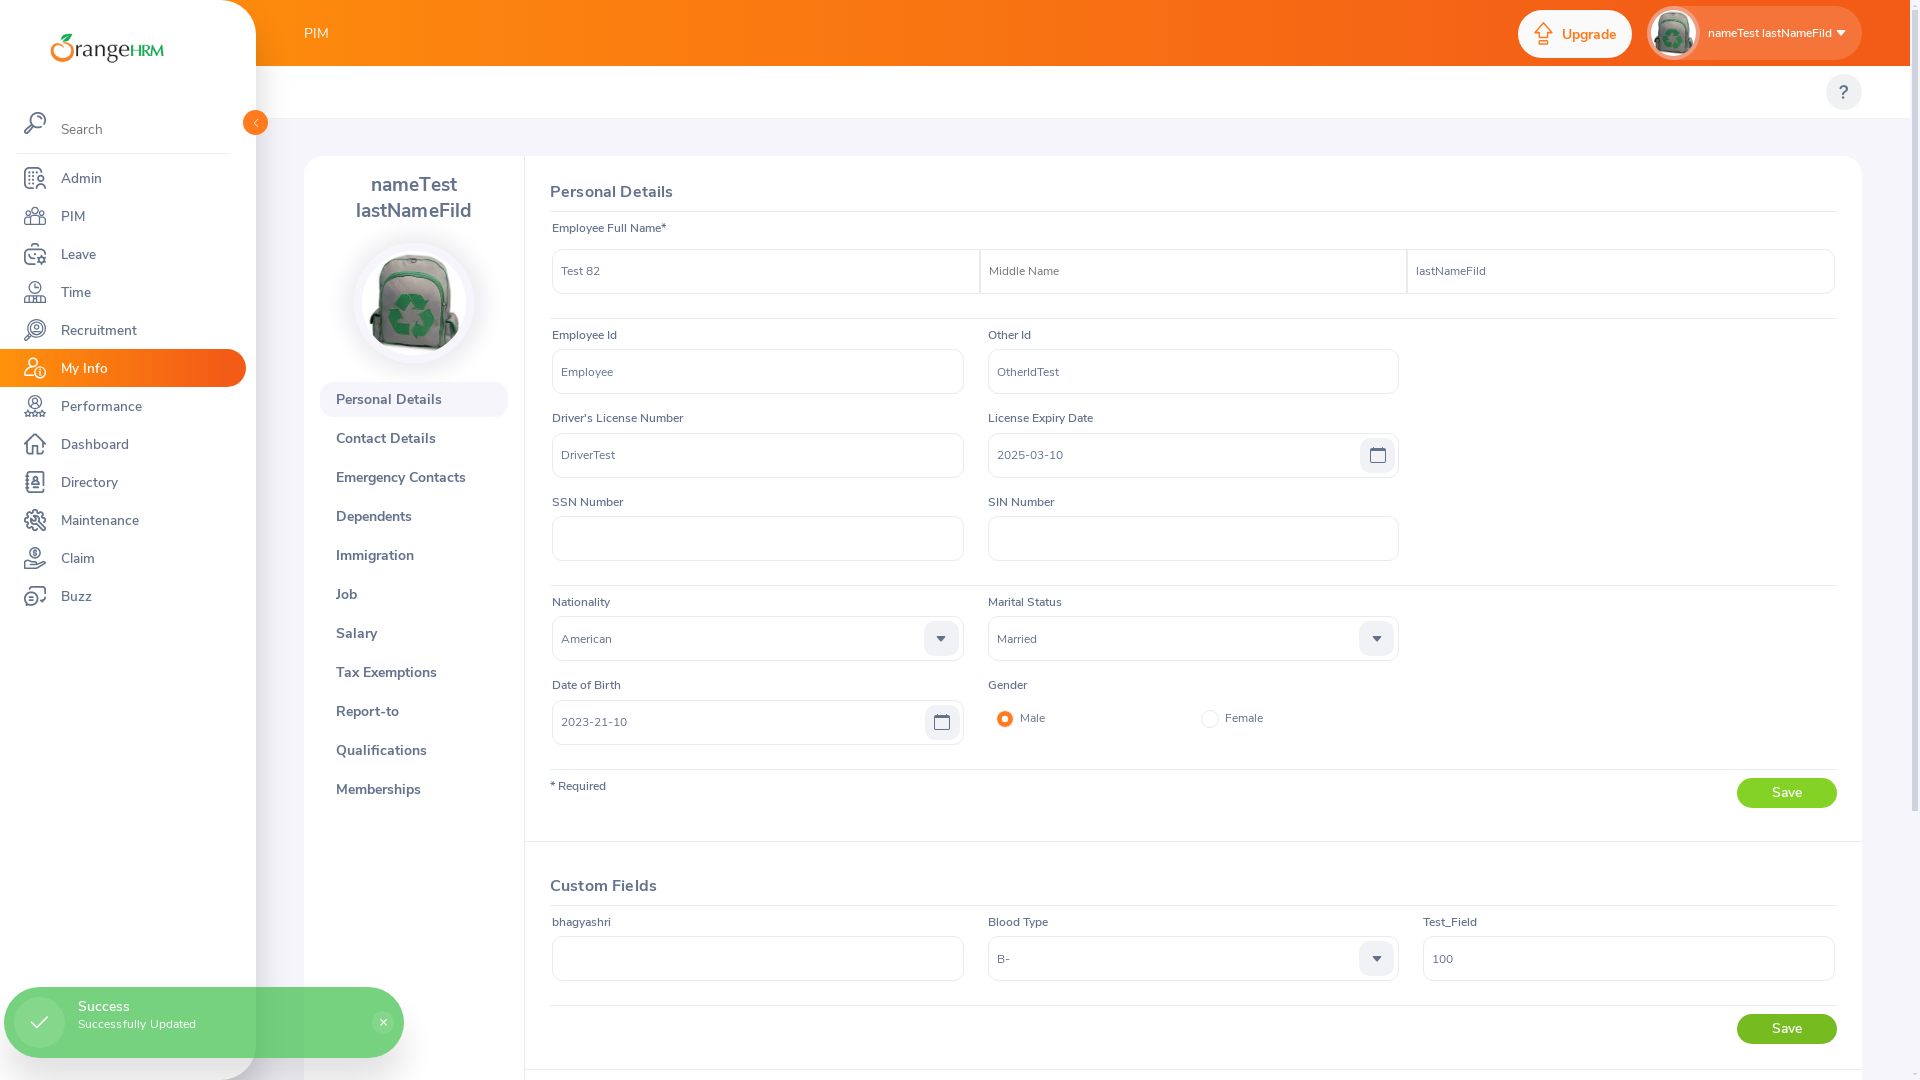 OrangeHRM
PIM
Upgrade
nameTest lastNameFild
?
Search
Admin
PIM
Leave
Time
Recruitment
My Info
Performance
Dashboard
Directory
Maintenance
Claim
Buzz
nameTest
lastNameFild
Personal Details
Contact Details
Emergency Contacts
Dependents
Immigration
Job
Salary
Tax Exemptions
Report-to
Qualifications
Memberships
Personal Details
Employee Full Name*
Test 82
Middle Name
lastNameFild
Employee Id
Other Id
Employee
OtherIdTest
Driver's License Number
License Expiry Date
DriverTest
2025-03-10
SSN Number
SIN Number
Nationality
Marital Status
American
Married
Date of Birth
Gender
2023-21-10
Male
Female
* Required
Save
Custom Fields
bhagyashri
Blood Type
Test_Field
B-
100
Save
Success
Successfully Updated